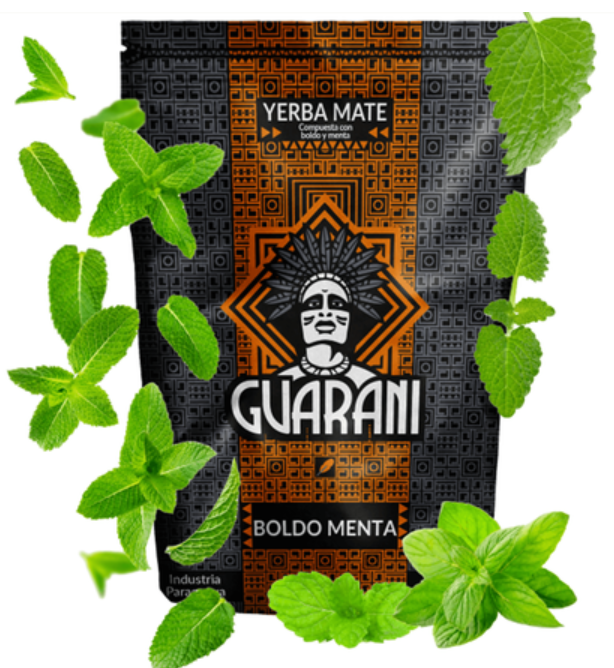 YERBA MATE
Compuesta con
boldo y menta
GUARANI
BOLDO MENTA
Industria